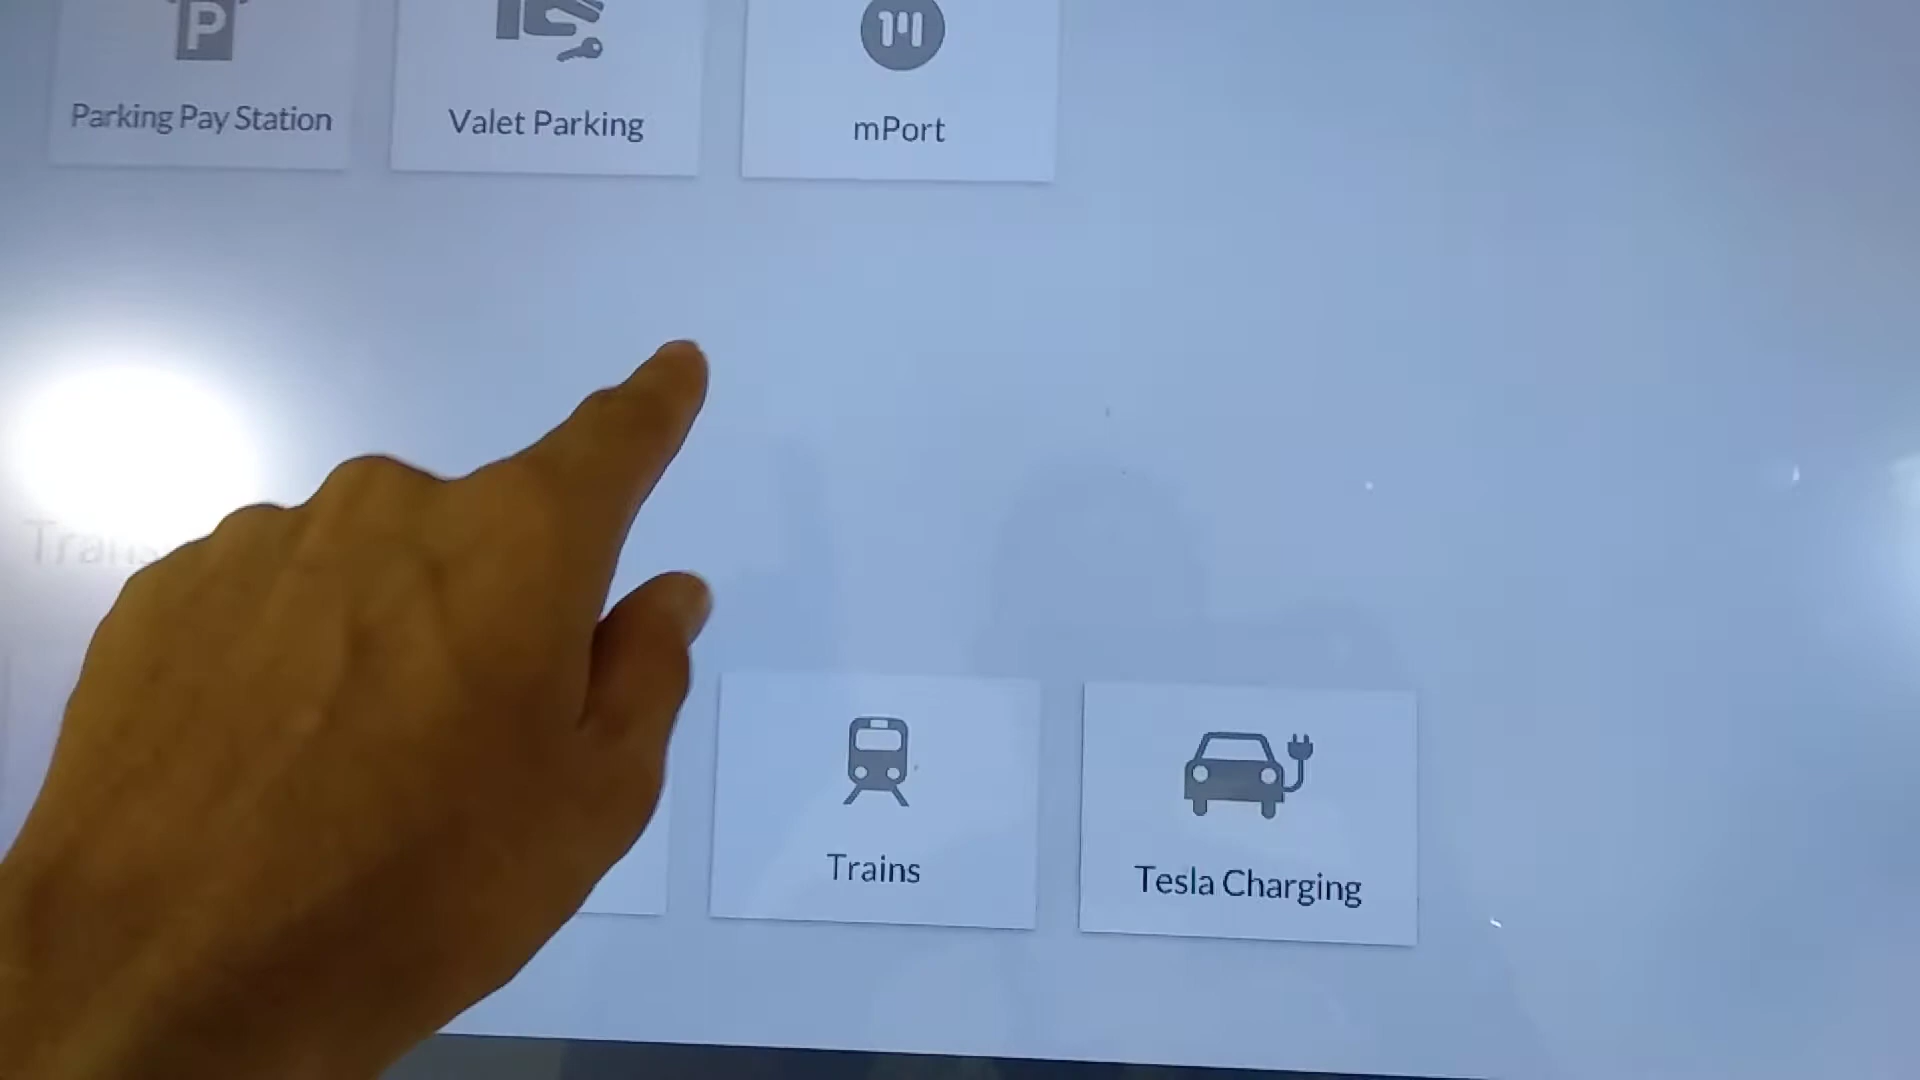 P
Parking Pay Station
Valet Parking
mPort
Trains
Tesla Charging